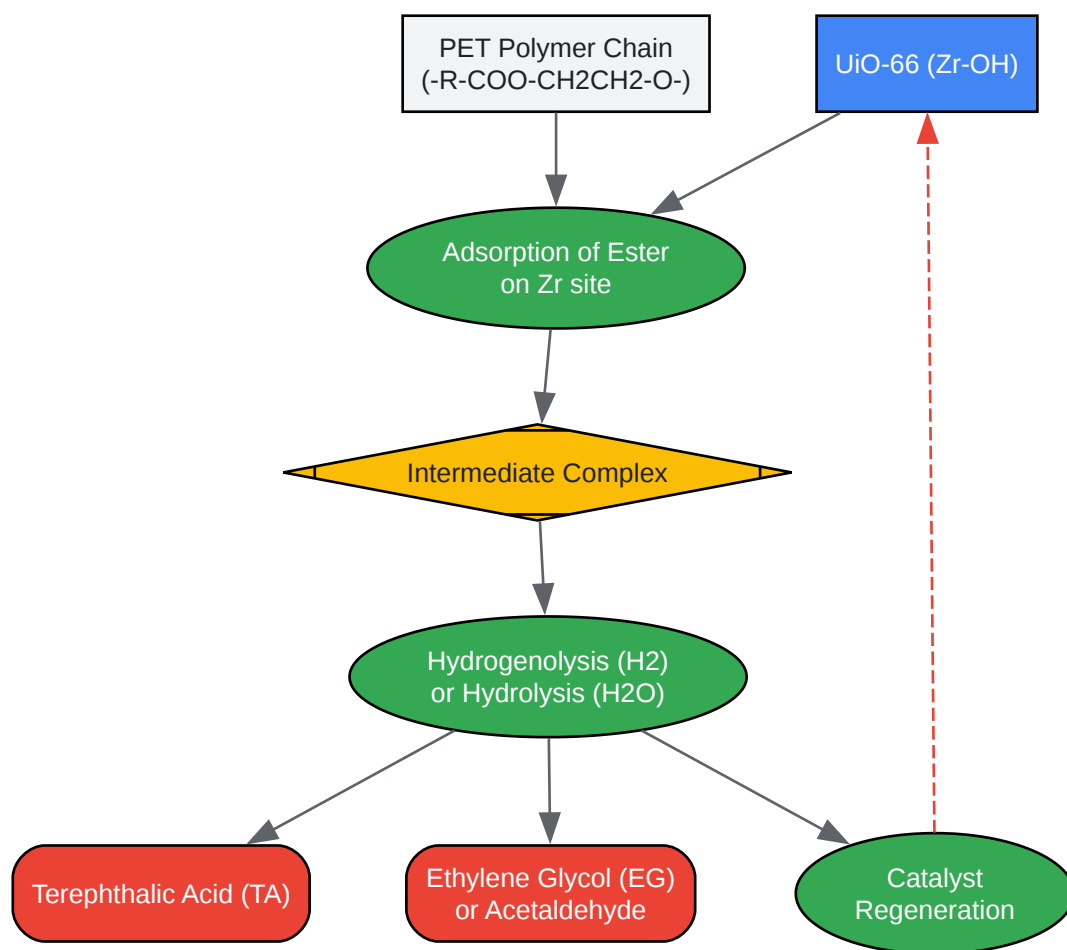 PET Polymer Chain
(-R-COO-CH2CH2-O-)
UiO-66 (Zr-OH)
Adsorption of Ester
on Zr site
Intermediate Complex
Hydrogenolysis (H2)
or Hydrolysis (H2O)
Terephthalic Acid (TA)
Ethylene Glycol (EG)
or Acetaldehyde
Catalyst
Regeneration